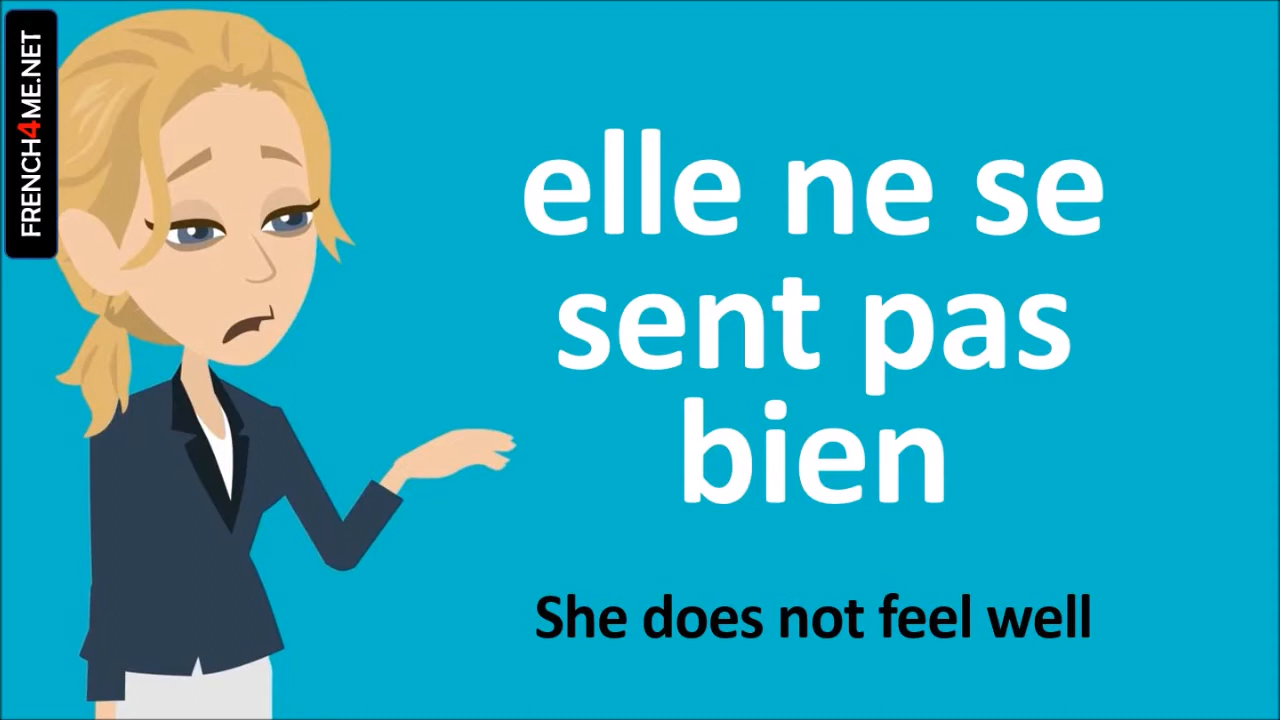 FRENCH4ME.NET
elle ne se
sent pas
bien
She does not feel well